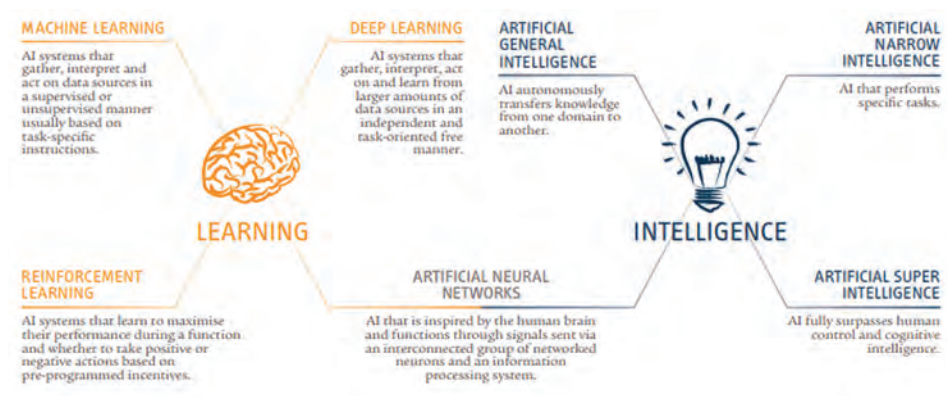 MACHINE LEARNING
AI systems that
gather, interpret and
act on data sources in
a supervised or
unsupervised manner
usually based on
task-specific
instructions.
DEEP LEARNING
AI systems that
gather, interpret, act
on and learn from
larger amounts of
data sources in an
independent and
task-oriented free
manner.
LEARNING
REINFORCEMENT
LEARNING
AI systems that learn to maximise
their performance during a function
and whether to take positive or
negative actions based on
pre-programmed incentives.
ARTIFICIAL NEURAL
NETWORKS
AI that is inspired by the human brain
and functions through signals sent via
an interconnected group of networked
neurons and an information
processing system.
ARTIFICIAL
GENERAL
INTELLIGENCE
AI autonomously
transfers knowledge
from one domain to
another.
ARTIFICIAL
NARROW
INTELLIGENCE
AI that performs
specific tasks.
INTELLIGENCE
ARTIFICIAL SUPER
INTELLIGENCE
AI fully surpasses human
control and cognitive
intelligence.